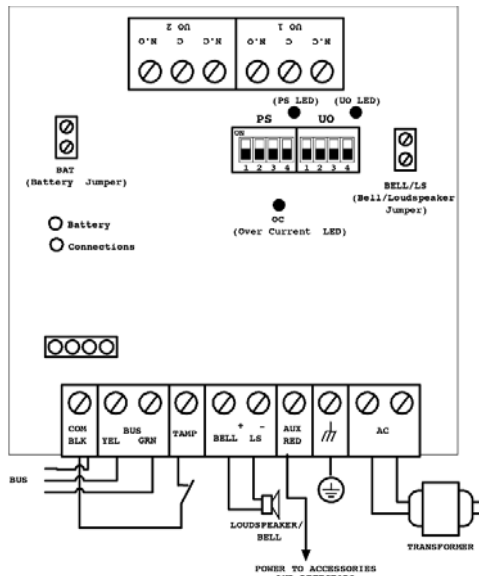 2 UO
UO 1
N.O C N.C N.O C N.C
(PS LED) (UO LED)
PS UO
ON
1 2 3 4 1 2 3 4
BAT
(Battery Jumper)
BELL/LS
(Bell/Loudspeaker
Jumper)
OC
(Over Current LED)
Battery
Connections
COM
BLK
BUS
YEL GRN
TAMP
+ -
BELL LS
AUX
RED
AC
BUS
LOUDSPEAKER/
BELL
TRANSFORMER
POWER TO ACCESSORIES